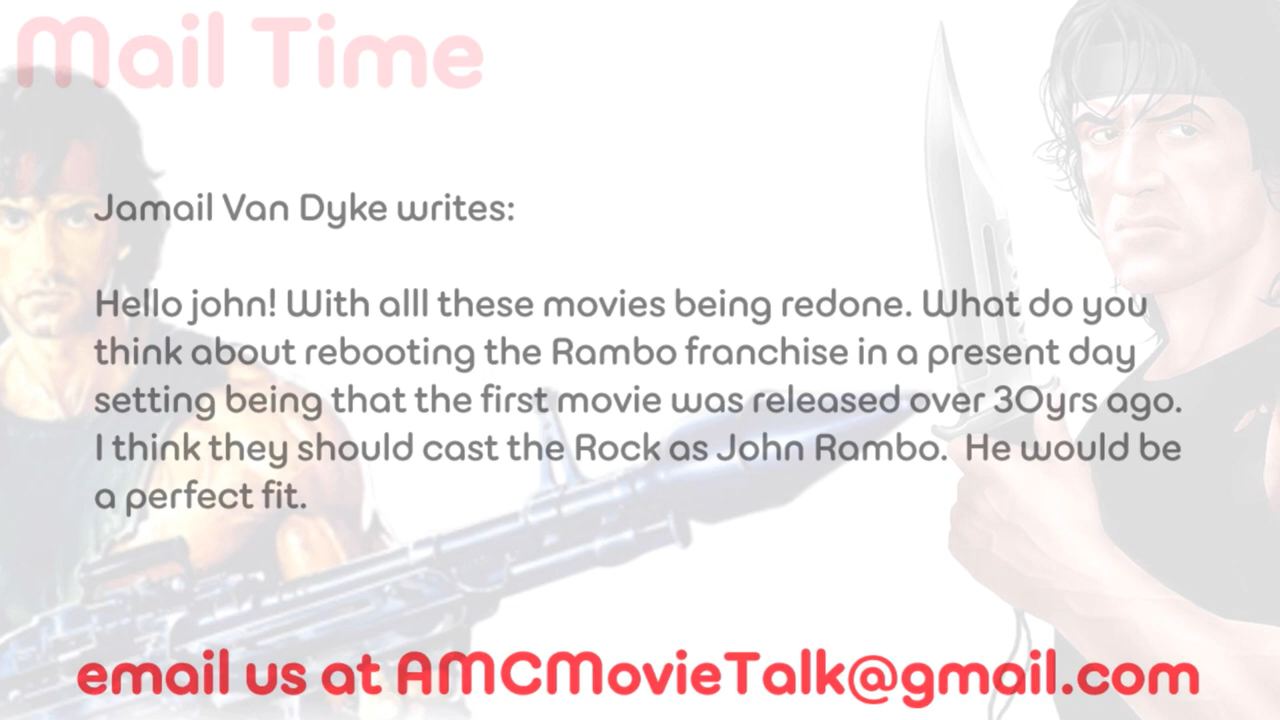 Mail Time
Jamail Van Dyke writes:
Hello john! With alll these movies being redone. What do you
think about rebooting the Rambo franchise in a present day
setting being that the first movie was released over 30yrs ago.
I think they should cast the Rock as John Rambo.  He would be
a perfect fit.
email us at AMCMovieTalk@gmail.com